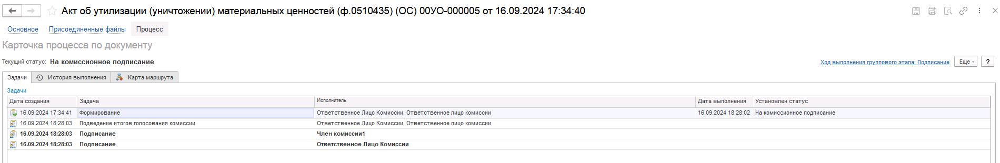 Акт об утилизации (уничтожении) материальных ценностей (ф.0510435) (ОС) 00УО-000005 от 16.09.2024 17:34:40
Основное Присоединенные файлы Процесс
Карточка процесса по документу
Текущий статус: На комиссионное подписание Ход выполнения группового этапа: Подписание Еще ?
Задачи История выполнения Карта маршрута
Задачи
Дата создания Задача Исполнитель Дата выполнения Установлен статус
16.09.2024 17:34:41 Формирование Ответственное Лицо Комиссии, Ответственное лицо комиссии 16.09.2024 18:28:02 На комиссионное подписание
16.09.2024 18:28:03 Подведение итогов голосования комиссии Ответственное Лицо Комиссии, Ответственное лицо комиссии
16.09.2024 18:28:03 Подписание Член комиссии1
16.09.2024 18:28:03 Подписание Ответственное Лицо Комиссии